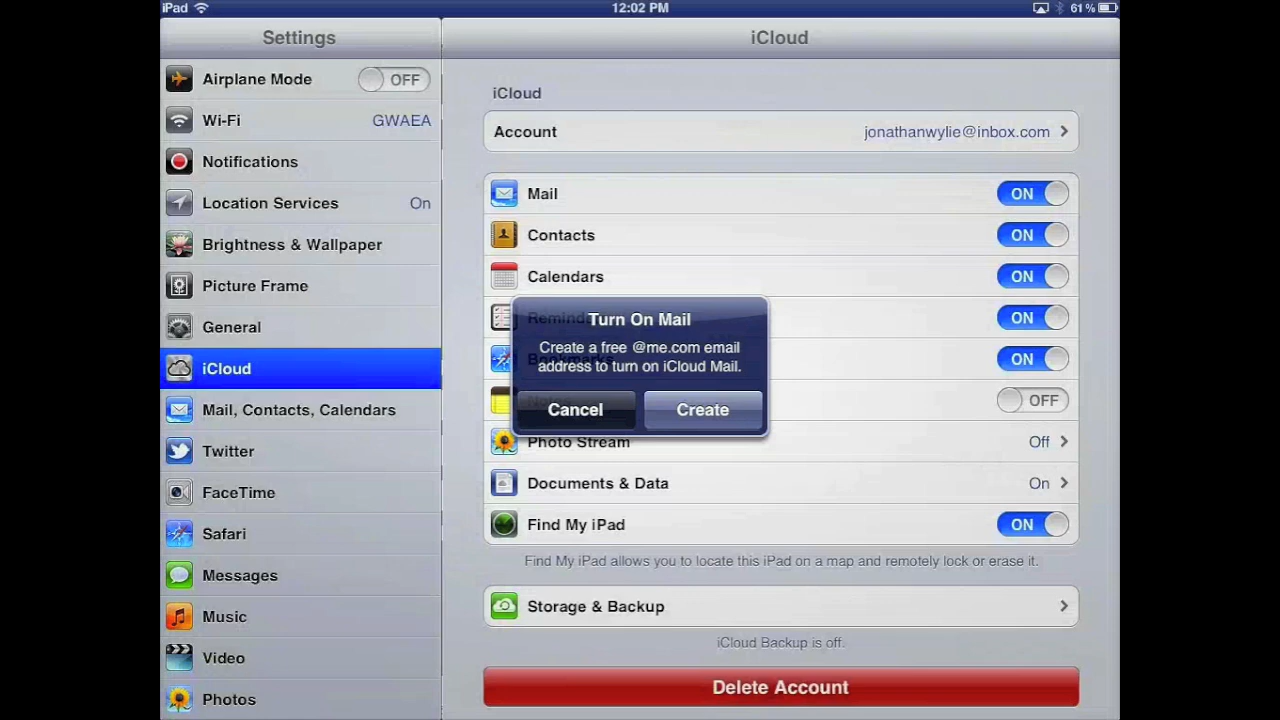 iPad
12:02 PM
61%
Settings
iCloud
Airplane Mode OFF
Wi-Fi GWAEA
Notifications
Location Services On
Brightness & Wallpaper
Picture Frame
General
iCloud
Mail, Contacts, Calendars
Twitter
FaceTime
Safari
Messages
Music
Video
Photos
iCloud
Account jonathanwylie@inbox.com
Mail ON
Contacts ON
Calendars ON
ON
Bookmarks ON
OFF
Turn On Mail
Create a free @me.com email
address to turn on iCloud Mail.
Cancel Create
Photo Stream Off
Documents & Data On
Find My iPad ON
Find My iPad allows you to locate this iPad on a map and remotely lock or erase it.
Storage & Backup
iCloud Backup is off.
Delete Account